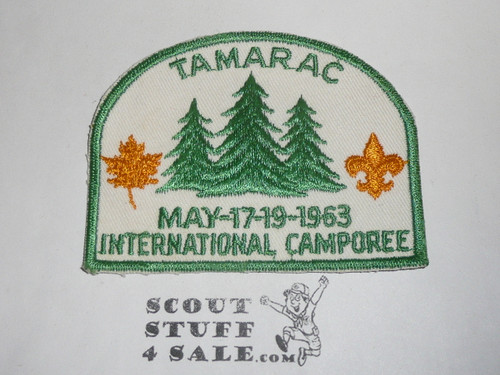 TAMARAC
MAY-17-19-1963
INTERNATIONAL CAMPOREE
SCOUT
STUFF
4 SALE.COM